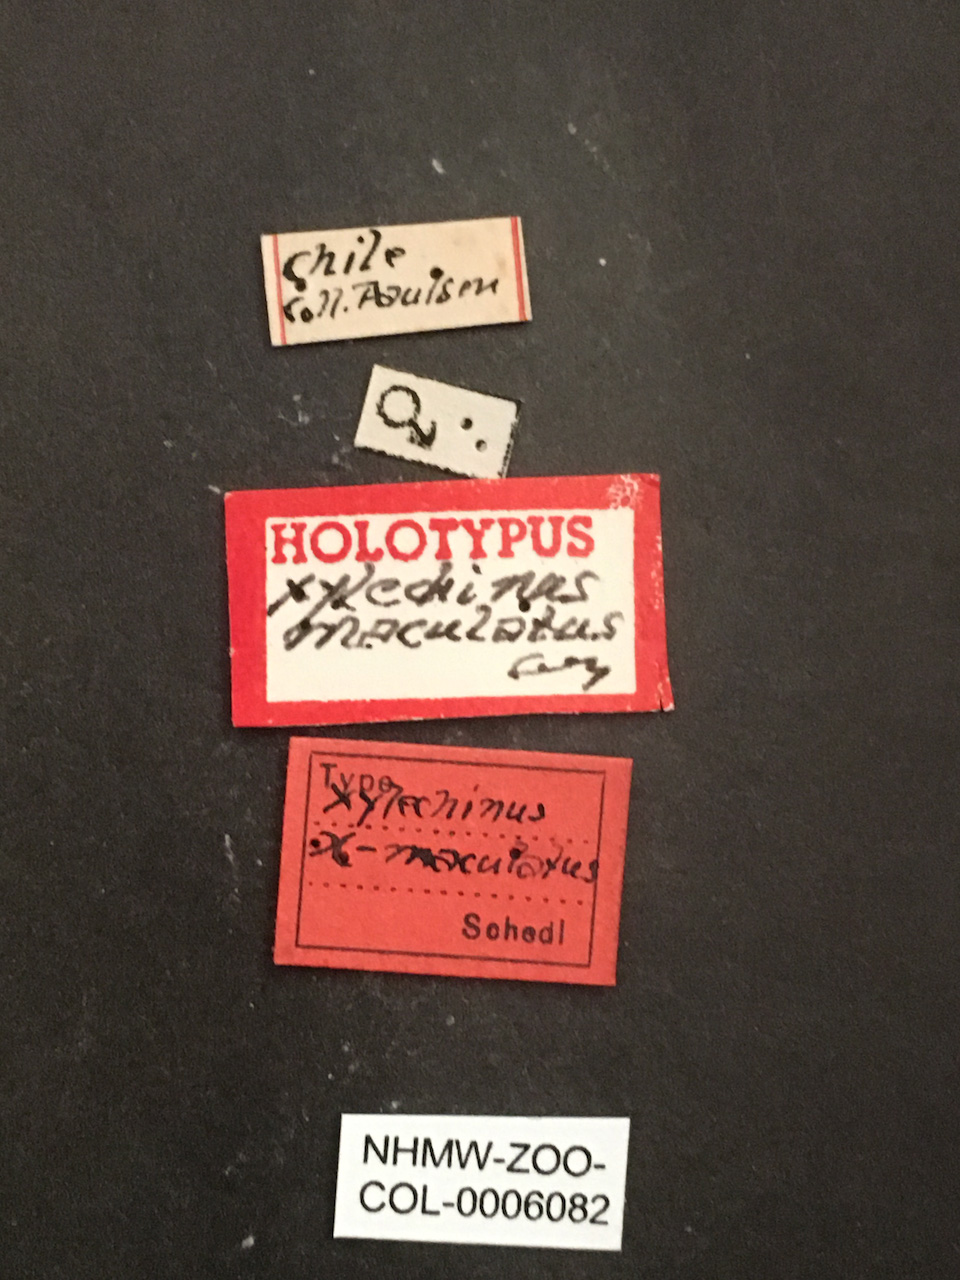 Chile
Coll. Paulsen
♂
HOLOTYPUS
Xylechinus
maculatus
Type
Xylechinus
X-maculatus
Schedl
NHMW-ZOO-
COL-0006082